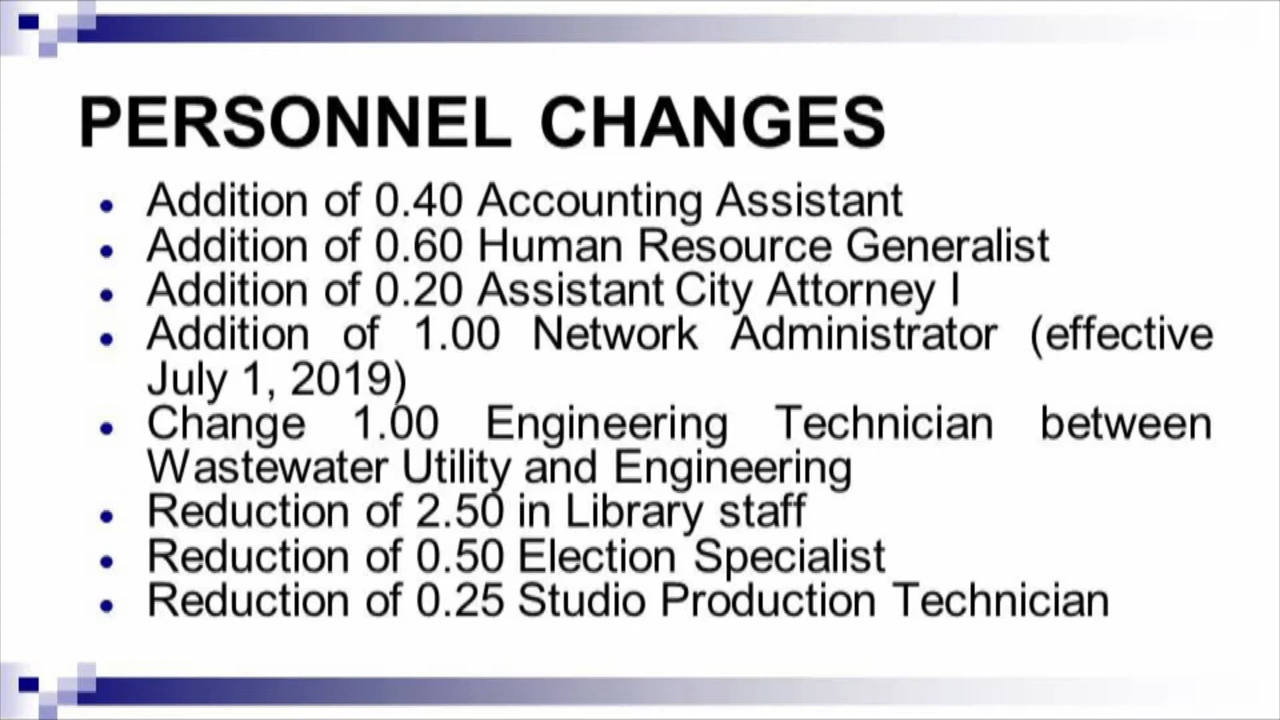 PERSONNEL CHANGES
• Addition of 0.40 Accounting Assistant
• Addition of 0.60 Human Resource Generalist
• Addition of 0.20 Assistant City Attorney I
• Addition of 1.00 Network Administrator (effective
July 1, 2019)
• Change 1.00 Engineering Technician between
Wastewater Utility and Engineering
• Reduction of 2.50 in Library staff
• Reduction of 0.50 Election Specialist
• Reduction of 0.25 Studio Production Technician